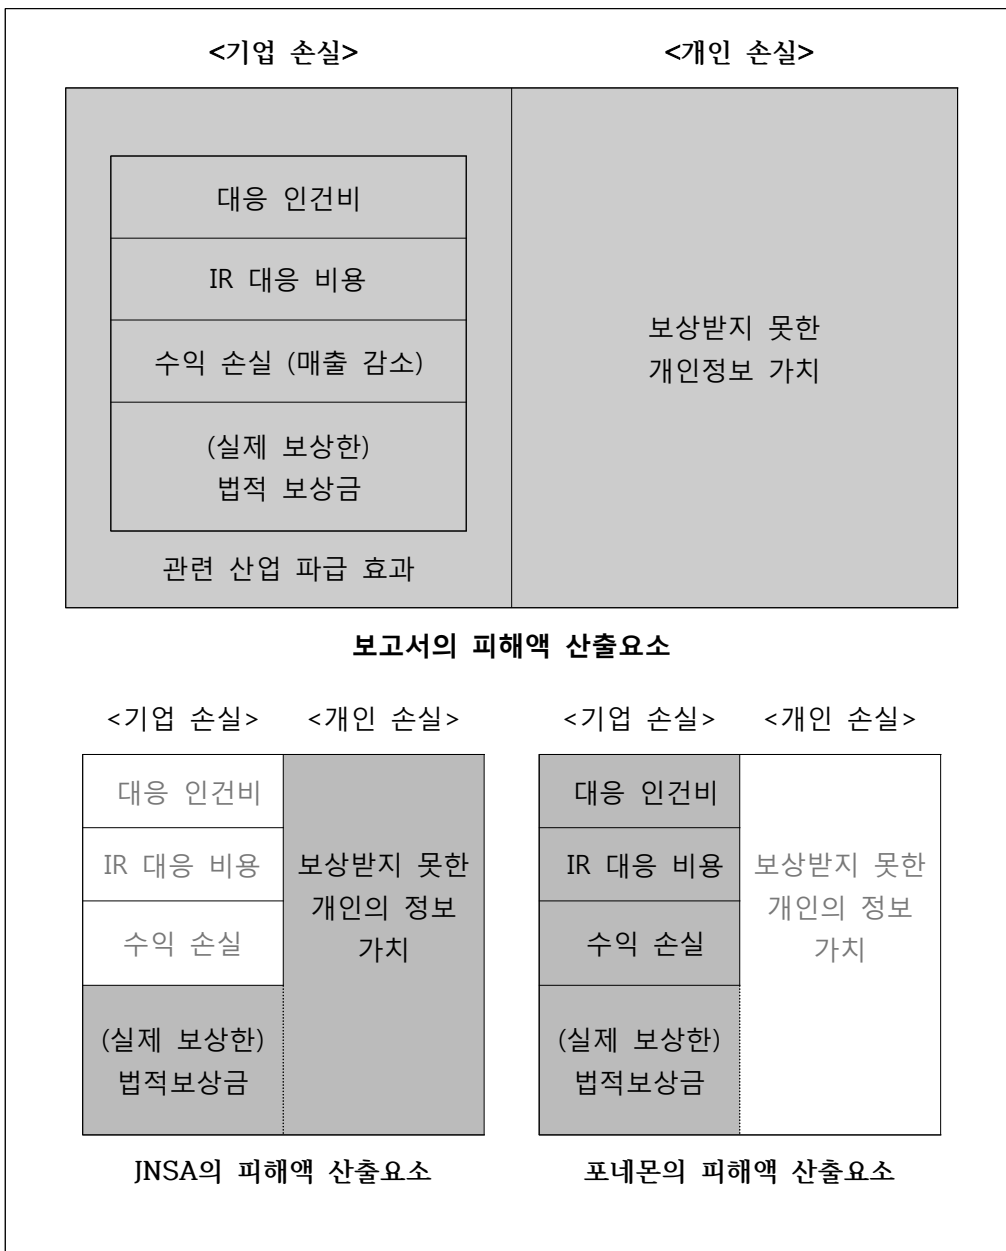 <기업 손실>
<개인 손실>
대응 인건비
IR 대응 비용
수익 손실 (매출 감소)
(실제 보상한)
법적 보상금
관련 산업 파급 효과
보상받지 못한
개인정보 가치
보고서의 피해액 산출요소
<기업 손실>
<개인 손실>
대응 인건비
IR 대응 비용
수익 손실
(실제 보상한)
법적보상금
보상받지 못한
개인의 정보
가치
JNSA의 피해액 산출요소
<기업 손실>
<개인 손실>
대응 인건비
IR 대응 비용
수익 손실
(실제 보상한)
법적보상금
보상받지 못한
개인의 정보
가치
포네몬의 피해액 산출요소